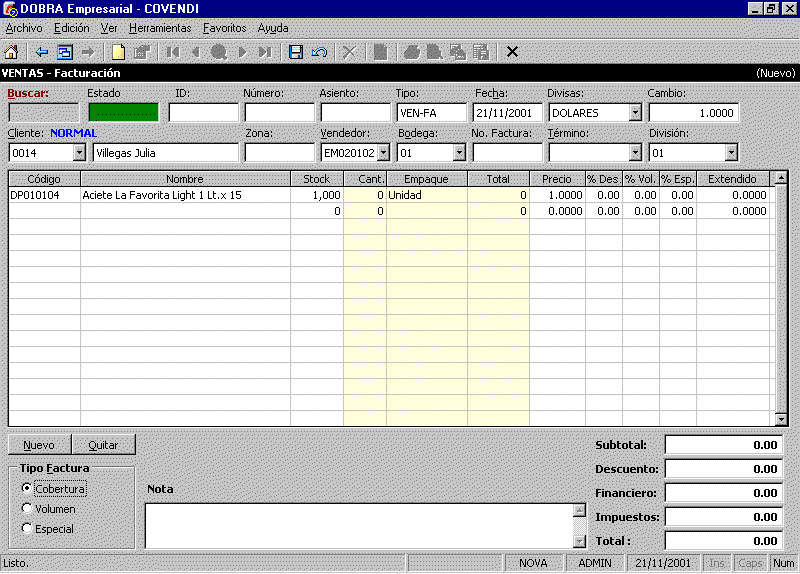 DOBRA Empresarial - COVENDI
Archivo Edición Ver Herramientas Favoritos Ayuda
VENTAS - Facturación (Nuevo)
Buscar: Estado ID: Número: Asiento: Tipo: Fecha: Divisas: Cambio:
VEN-FA 21/11/2001 DOLARES 1.0000
Cliente: NORMAL Zona: Vendedor: Bodega: No. Factura: Término: División:
0014 Villegas Julia EM020102 01 01
Código Nombre Stock Cant. Empaque Total Precio % Des. % Vol. % Esp. Extendido
DP010104 Aciete La Favorita Light 1 Lt.x 15 1,000 0 Unidad 0 1.0000 0.00 0.00 0.00 0.0000
0 0 0 0.0000 0.00 0.00 0.00 0.0000
Nuevo Quitar
Subtotal: 0.00
Tipo Factura
Descuento: 0.00
Cobertura
Nota
Financiero: 0.00
Volumen
Impuestos: 0.00
Especial
Total : 0.00
Listo. NOVA ADMIN 21/11/2001 Ins Caps Num